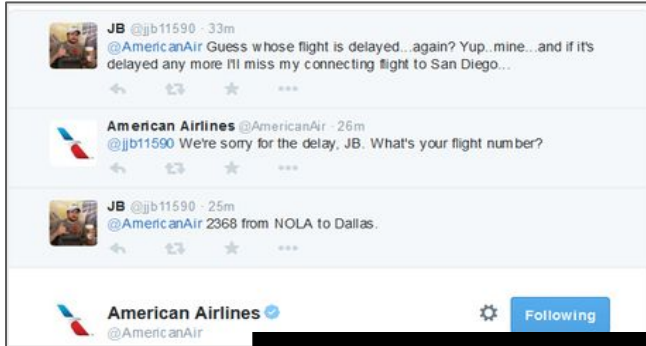 JB @jjb11590 · 33m
@AmericanAir Guess whose flight is delayed...again? Yup..mine...and if it's
delayed any more I'll miss my connecting flight to San Diego...
American Airlines @AmericanAir · 26m
@jjb11590 We're sorry for the delay, JB. What's your flight number?
JB @jjb11590 · 25m
@AmericanAir 2368 from NOLA to Dallas.
American Airlines
Following
@AmericanAir